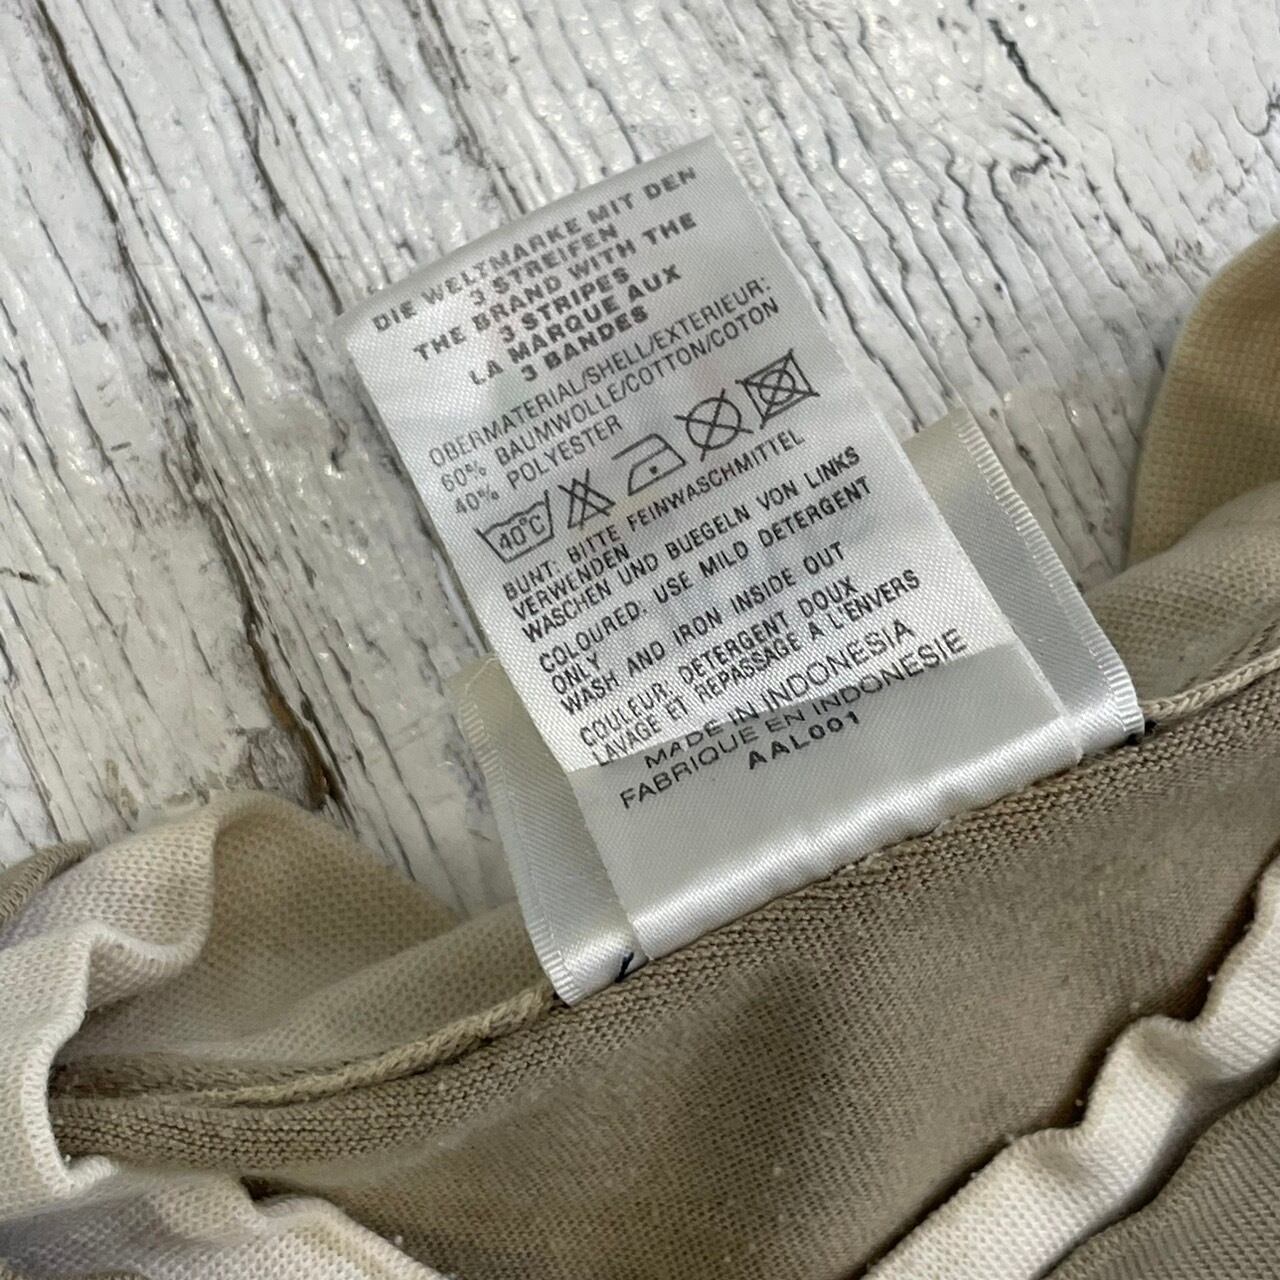 DIE WELTMARKE MIT DEN
3 STREIFEN
THE BRAND WITH THE
3 STRIPES
LA MARQUE AUX
3 BANDES
OBERMATERIAL/SHELL/EXTERIEUR:
60% BAUMWOLLE/COTTON/COTON
40% POLYESTER
40°C
BUNT. BITTE FEINWASCHMITTEL
VERWENDEN
WASCHEN UND BUEGELN VON LINKS
COLOURED. USE MILD DETERGENT
ONLY
WASH AND IRON INSIDE OUT
COULEUR: DETERGENT DOUX
LAVAGE ET REPASSAGE A L'ENVERS
MADE IN INDONESIA
FABRIQUE EN INDONESIE
AAL001